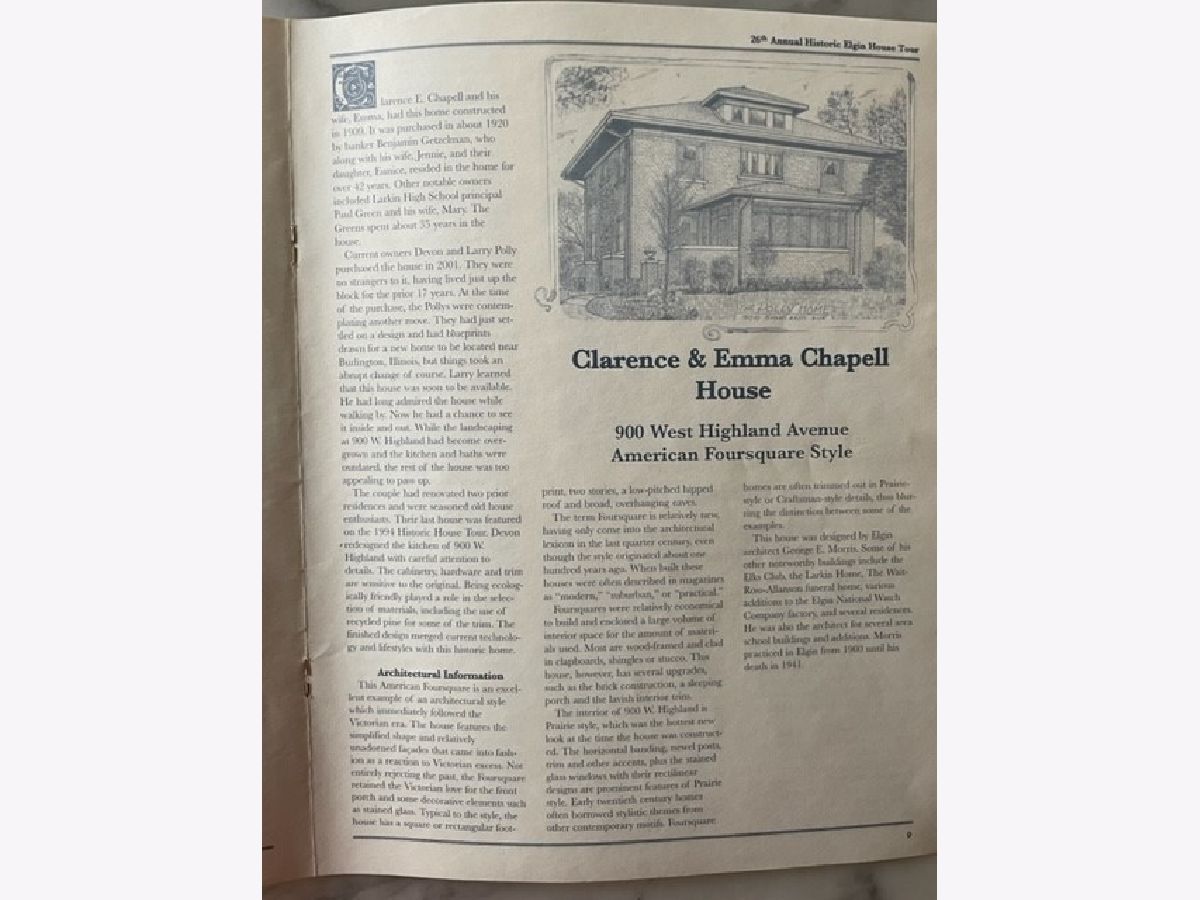 26th Annual Historic Elgin House Tour
Clarence E. Chapell and his
wife, Emma, had this home constructed
in 1909. It was purchased in about 1920
by banker Benjamin Getzelman, who
along with his wife, Jennie, and their
daughter, Eunice, resided in the home for
over 42 years. Other notable owners
included Larkin High School principal
Paul Green and his wife, Mary. The
Greens spent about 35 years in the
house.
Current owners Devon and Larry Polly
purchased the house in 2001. They were
no strangers to it, having lived just up the
block for the prior 17 years. At the time
of the purchase, the Pollys were contem-
plating another move. They had just set-
tled on a design and had blueprints
drawn for a new home to be located near
Burlington, Illinois, but things took an
abrupt change of course. Larry learned
that this house was soon to be available.
He had long admired the house while
walking by. Now he had a chance to see
it inside and out. While the landscaping
at 900 W. Highland had become over-
grown and the kitchen and baths were
outdated, the rest of the house was too
appealing to pass up.
The couple had renovated two prior
residences and were seasoned old house
enthusiasts. Their last house was featured
on the 1994 Historic House Tour. Devon
redesigned the kitchen of 900 W.
Highland with careful attention to
details. The cabinetry, hardware and trim
are sensitive to the original. Being ecolog-
ically friendly played a role in the selec-
tion of materials, including the use of
recycled pine for some of the trim. The
finished design merged current technolo-
gy and lifestyles with this historic home.
Architectural Information
This American Foursquare is an excel-
lent example of an architectural style
which immediately followed the
Victorian era. The house features the
simplified shape and relatively
unadorned façades that came into fash-
ion as a reaction to Victorian excess. Not
entirely rejecting the past, the Foursquare
retained the Victorian love for the front
porch and some decorative elements such
as stained glass. Typical to the style, the
house has a square or rectangular foot-
POLLY HOME
Clarence & Emma Chapell
House
900 West Highland Avenue
American Foursquare Style
print, two stories, a low-pitched hipped
roof and broad, overhanging eaves.
The term Foursquare is relatively new,
having only come into the architectural
lexicon in the last quarter century, even
though the style originated about one
hundred years ago. When built these
houses were often described in magazines
as "modern," "suburban," or "practical."
Foursquares were relatively economical
to build and enclosed a large volume of
interior space for the amount of materi-
als used. Most are wood-framed and clad
in clapboards, shingles or stucco. This
house, however, has several upgrades,
such as the brick construction, a sleeping
porch and the lavish interior trim.
The interior of 900 W. Highland is
Prairie style, which was the hottest new
look at the time the house was construct-
ed. The horizontal banding, newel posts,
trim and other accents, plus the stained
glass windows with their rectilinear
designs are prominent features of Prairie
style. Early twentieth century homes
often borrowed stylistic themes from
other contemporary motifs. Foursquare
homes are often trimmed out in Prairie-
style or Craftsman-style details, thus blur-
ring the distinction between some of the
examples.
This house was designed by Elgin
architect George E. Morris. Some of his
other noteworthy buildings include the
Elks Club, the Larkin Home, The Wait-
Ross-Allanson funeral home, various
additions to the Elgin National Watch
Company factory, and several residences.
He was also the architect for several area
school buildings and additions. Morris
practiced in Elgin from 1900 until his
death in 1941.
9